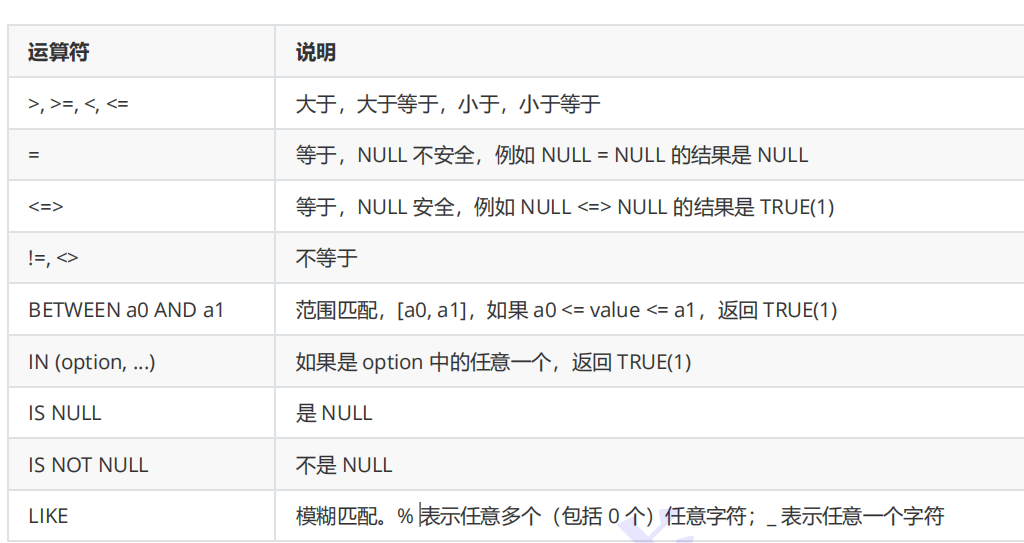 运算符 说明
>, >=, <, <= 大于，大于等于，小于，小于等于
= 等于，NULL 不安全，例如 NULL = NULL 的结果是 NULL
<=> 等于，NULL 安全，例如 NULL <=> NULL 的结果是 TRUE(1)
!=, <> 不等于
BETWEEN a0 AND a1 范围匹配，[a0, a1]，如果 a0 <= value <= a1，返回 TRUE(1)
IN (option, ...) 如果是 option 中的任意一个，返回 TRUE(1)
IS NULL 是 NULL
IS NOT NULL 不是 NULL
LIKE 模糊匹配。% 表示任意多个（包括 0 个）任意字符；_ 表示任意一个字符